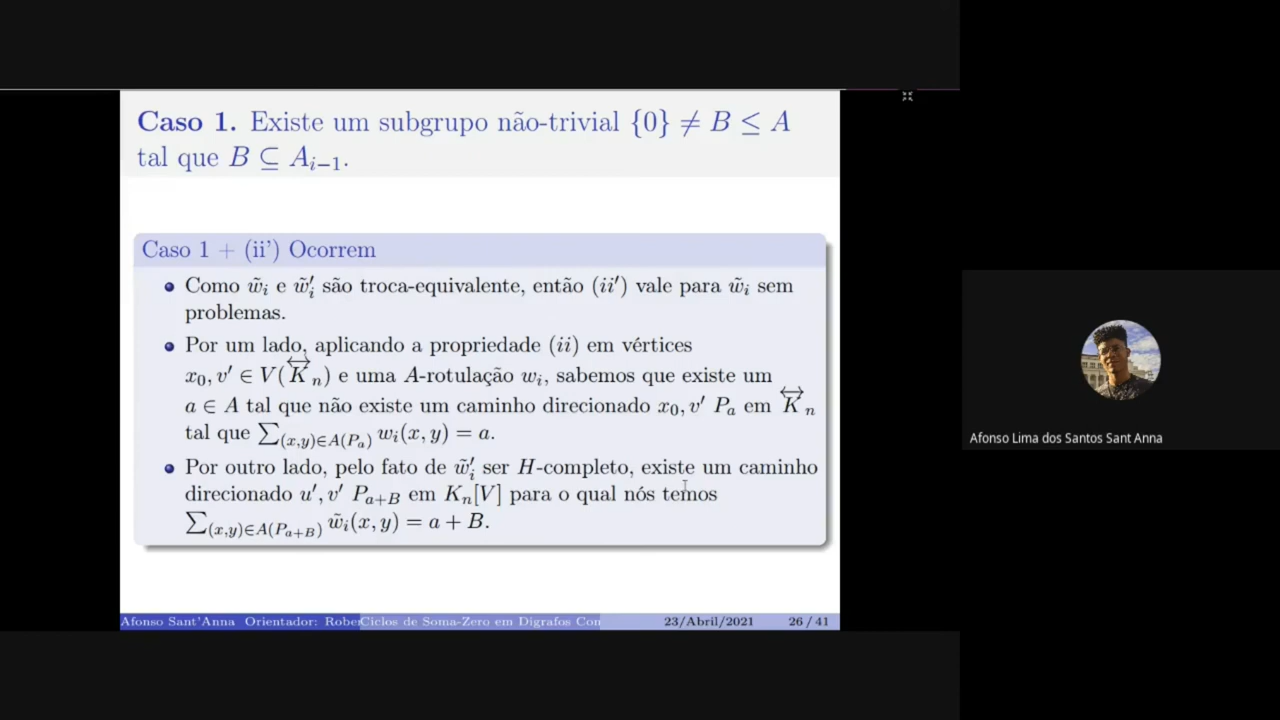 Caso 1. Existe um subgrupo não-trivial {0} ≠ B ≤ A
tal que B ⊆ A_{i−1}.
Caso 1 + (ii') Ocorrem
Como w̃_i e w̃'_i são troca-equivalente, então (ii′) vale para w̃_i sem
problemas.
Por um lado, aplicando a propriedade (ii) em vértices
x_0, v′ ∈ V(K⃡_n) e uma A-rotulação w_i, sabemos que existe um
a ∈ A tal que não existe um caminho direcionado x_0, v′ P_a em K⃡_n
tal que ∑_{(x,y)∈A(P_a)} w_i(x, y) = a.
Por outro lado, pelo fato de w̃'_i ser H-completo, existe um caminho
direcionado u′, v′ P_{a+B} em K_n[V] para o qual nós temos
∑_{(x,y)∈A(P_{a+B})} w̃_i(x, y) = a + B.
Afonso Sant'Anna Orientador: Rober Ciclos de Soma-Zero em Digrafos Con 23/Abril/2021 26 / 41
Afonso Lima dos Santos Sant Anna